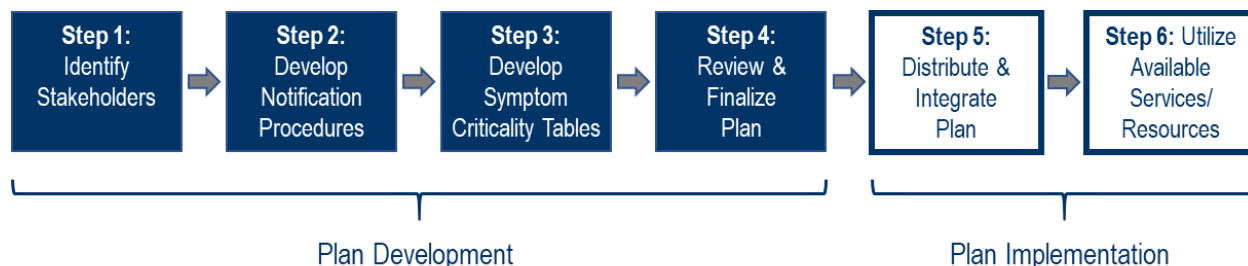 Step 1:
Identify
Stakeholders
Step 2:
Develop
Notification
Procedures
Step 3:
Develop
Symptom
Criticality Tables
Step 4:
Review &
Finalize
Plan
Step 5:
Distribute &
Integrate
Plan
Step 6: Utilize
Available
Services/
Resources
Plan Development
Plan Implementation